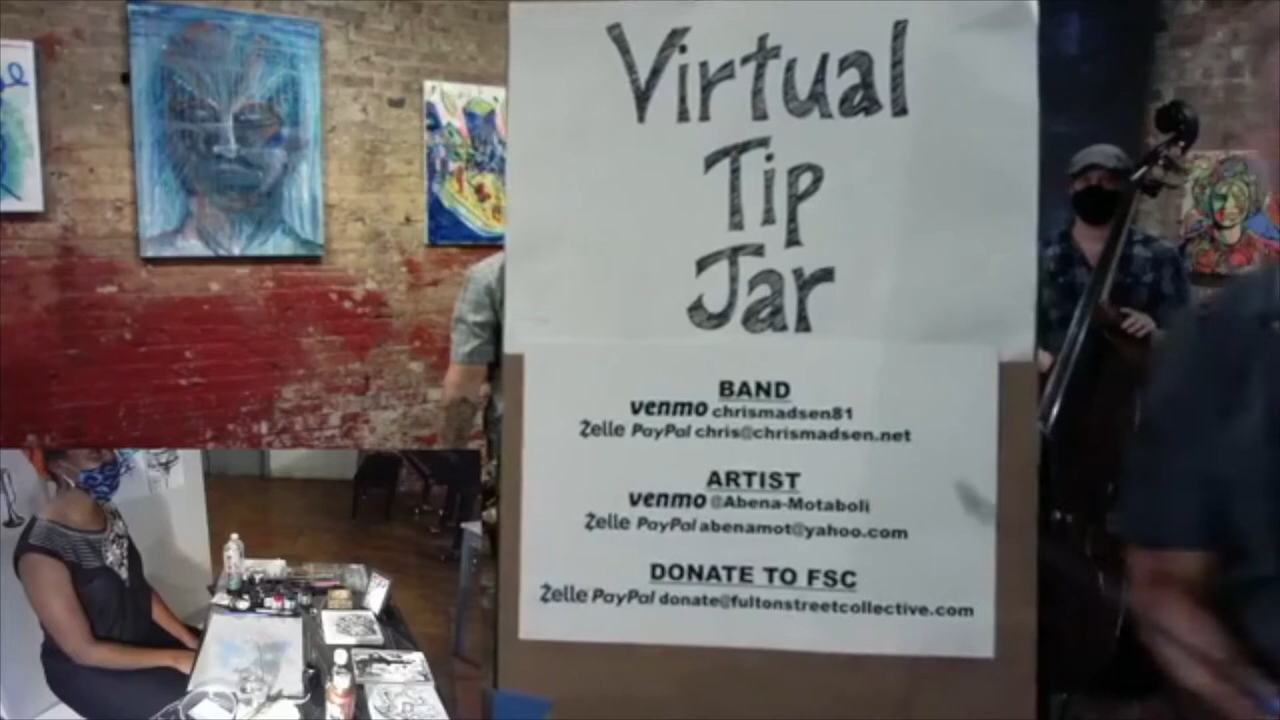 Virtual
Tip
Jar
BAND
venmo chrismadsen81
Zelle PayPal chris@chrismadsen.net
ARTIST
venmo @Abena-Motaboli
Zelle PayPal abenamot@yahoo.com
DONATE TO FSC
Zelle PayPal donate@fultonstreetcollective.com